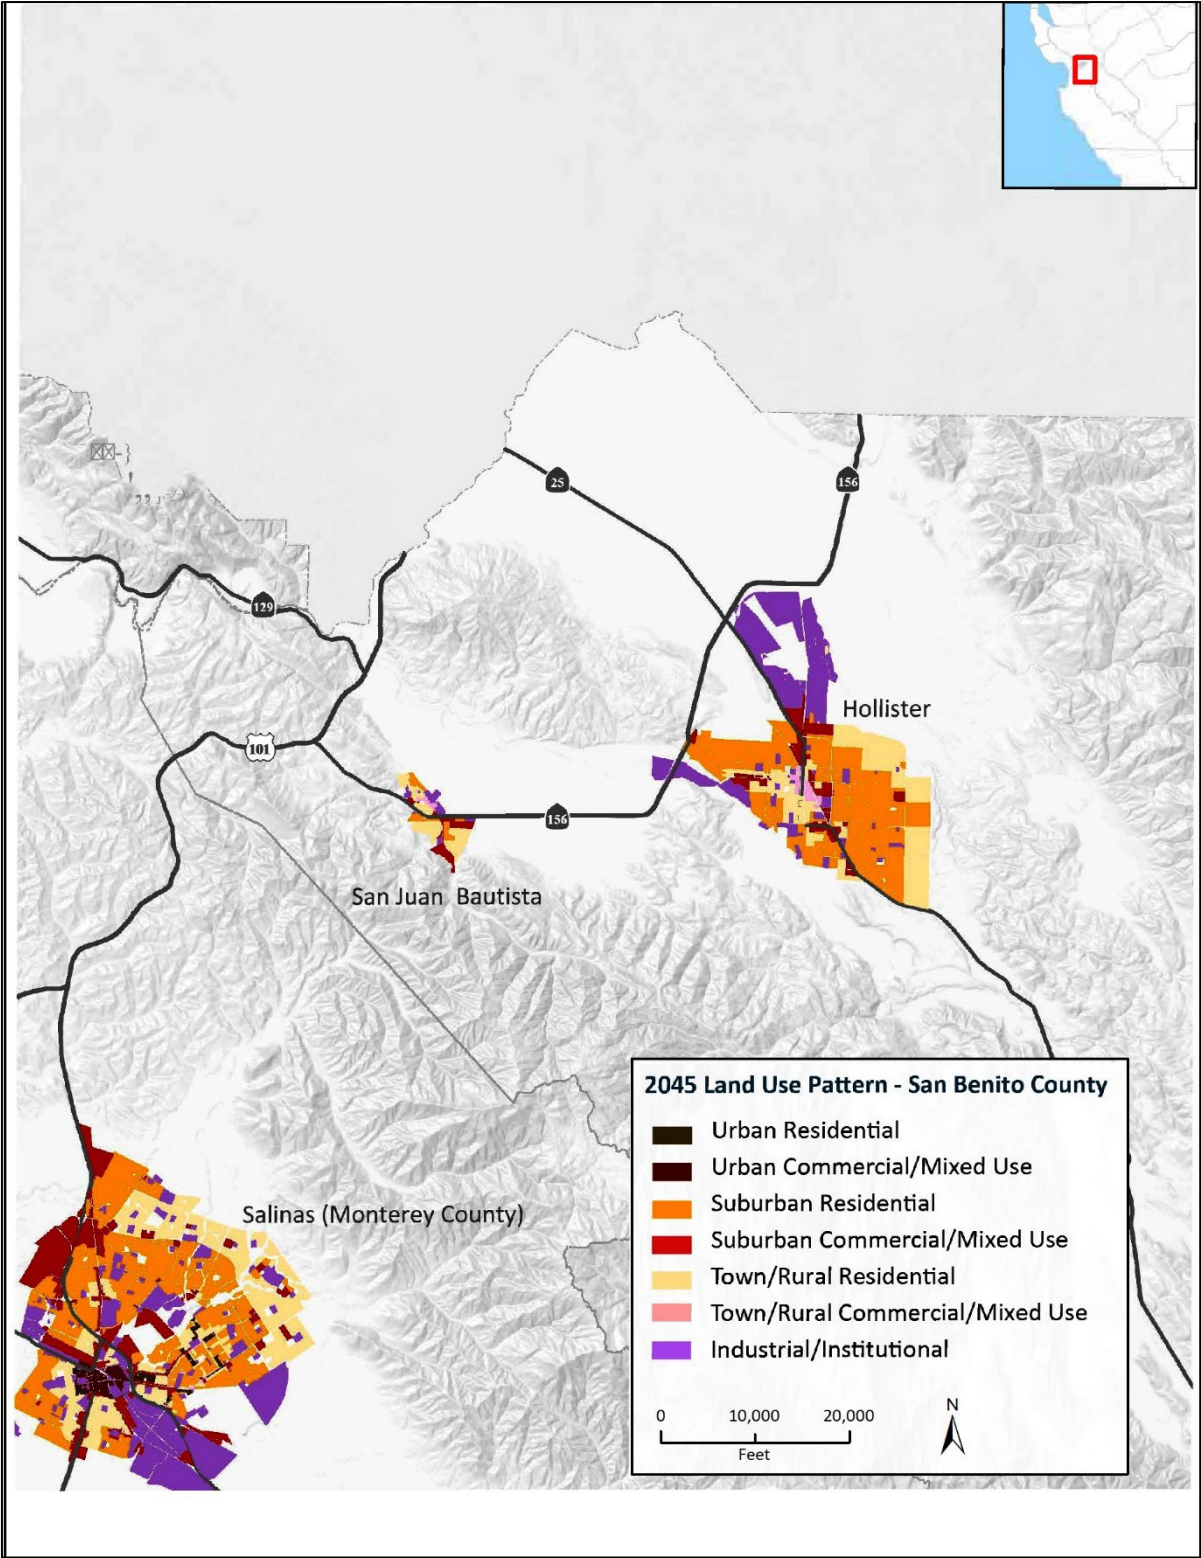 25
156
129
Hollister
101
156
San Juan Bautista
2045 Land Use Pattern - San Benito County
Urban Residential
Urban Commercial/Mixed Use
Suburban Residential
Salinas (Monterey County)
Suburban Commercial/Mixed Use
Town/Rural Residential
Town/Rural Commercial/Mixed Use
Industrial/Institutional
N
0 10,000 20,000
Feet